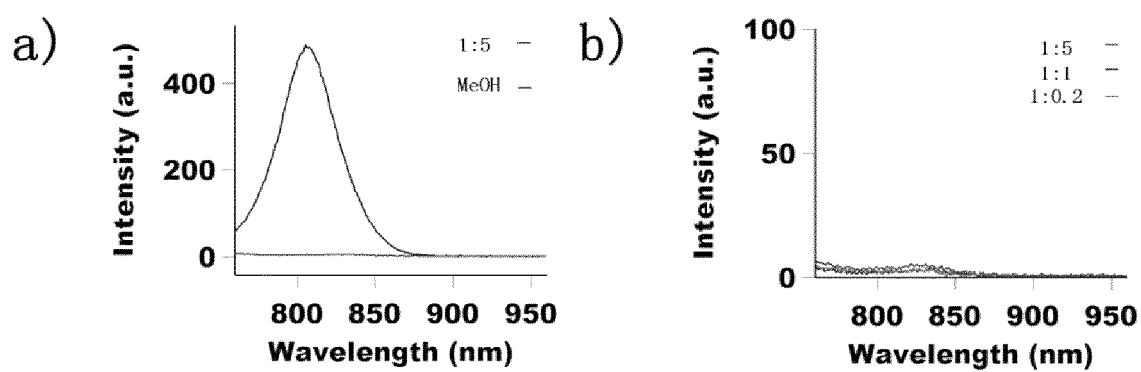 a)
Intensity (a.u.)
400
200
0
1:5
MeOH
800 850 900 950
Wavelength (nm)
b)
Intensity (a.u.)
100
50
0
1:5
1:1
1:0.2
800 850 900 950
Wavelength (nm)